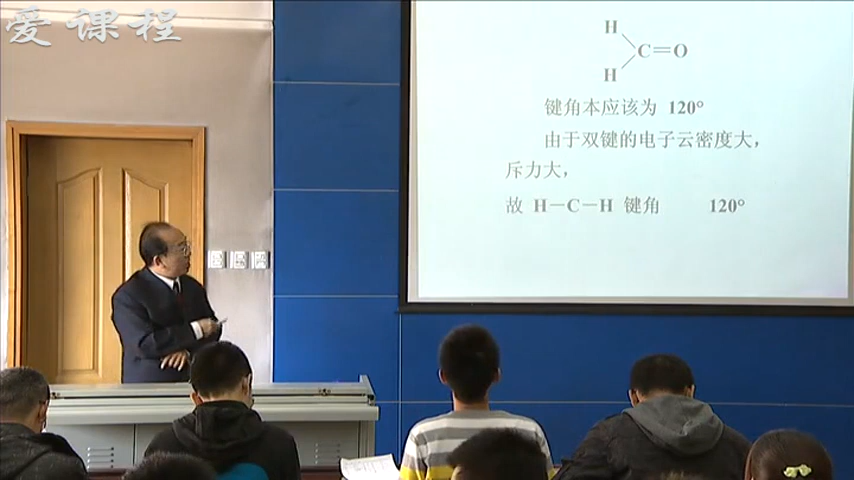 爱课程
H
C=O
H
键角本应该为 120°
由于双键的电子云密度大，
斥力大，
故 H－C－H 键角 120°